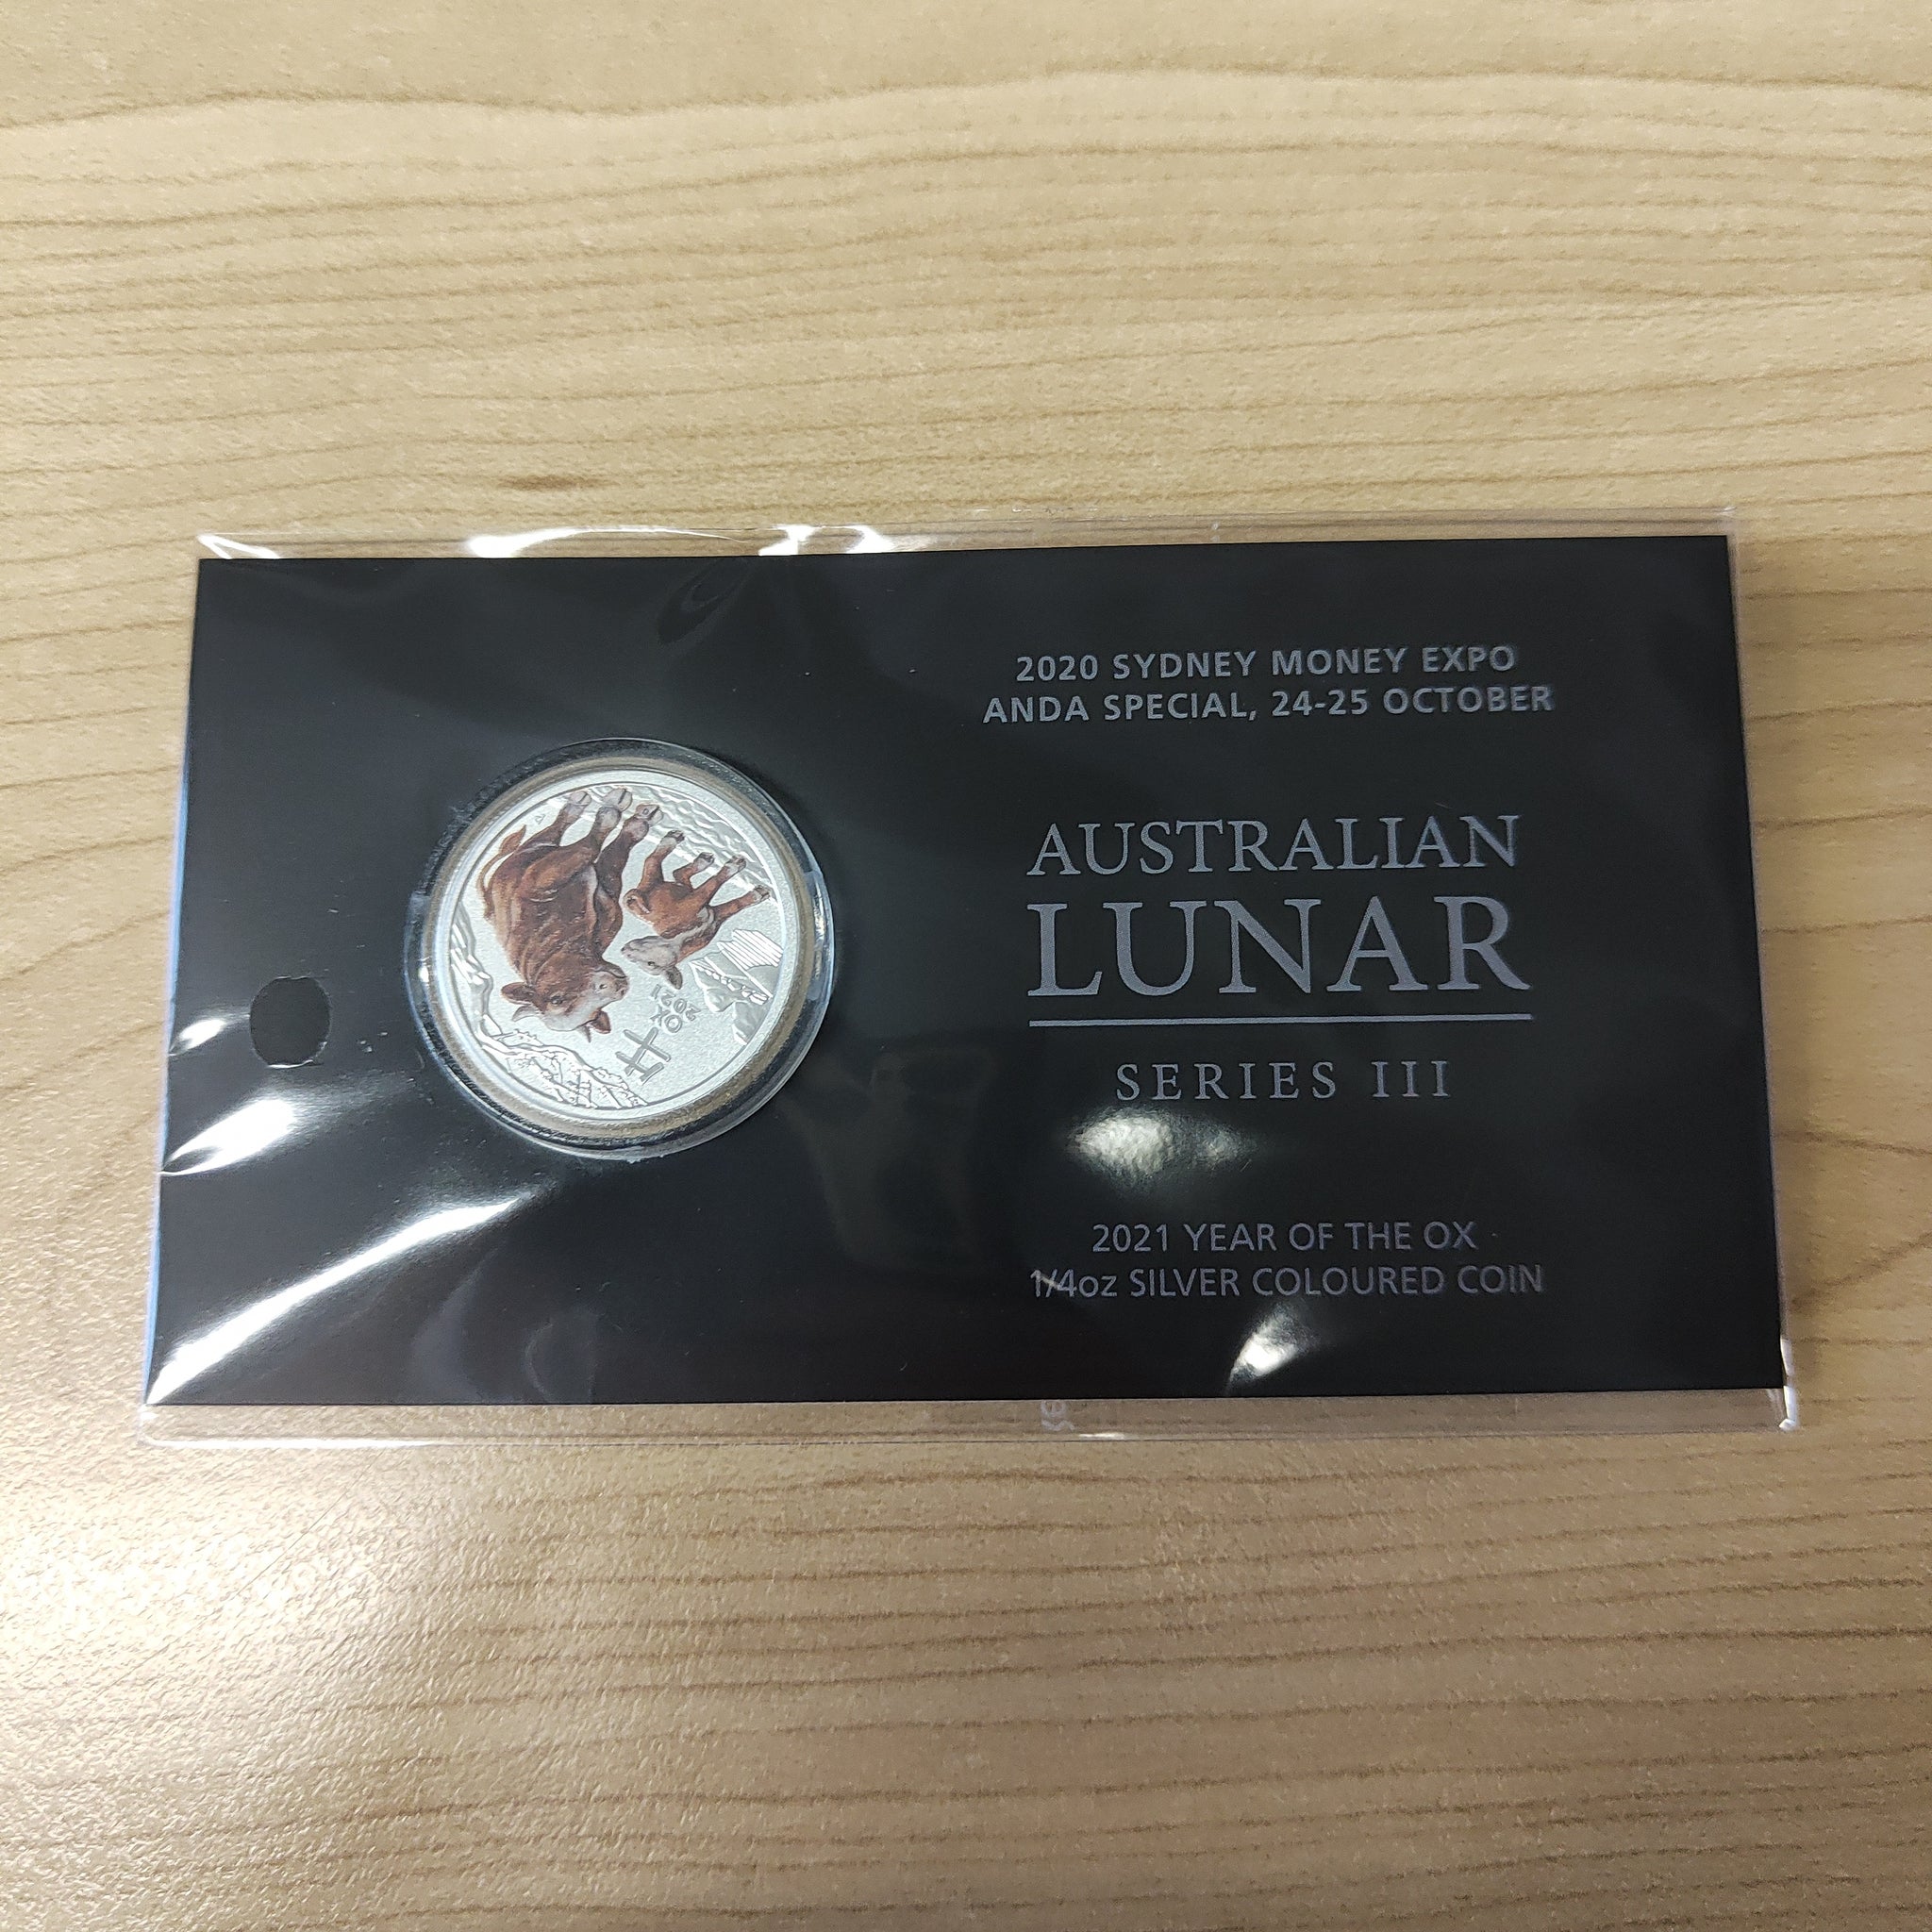 2020 SYDNEY MONEY EXPO
ANDA SPECIAL, 24-25 OCTOBER
AUSTRALIAN
LUNAR
SERIES III
2021 YEAR OF THE OX
1/4oz SILVER COLOURED COIN
牛
OX
2021